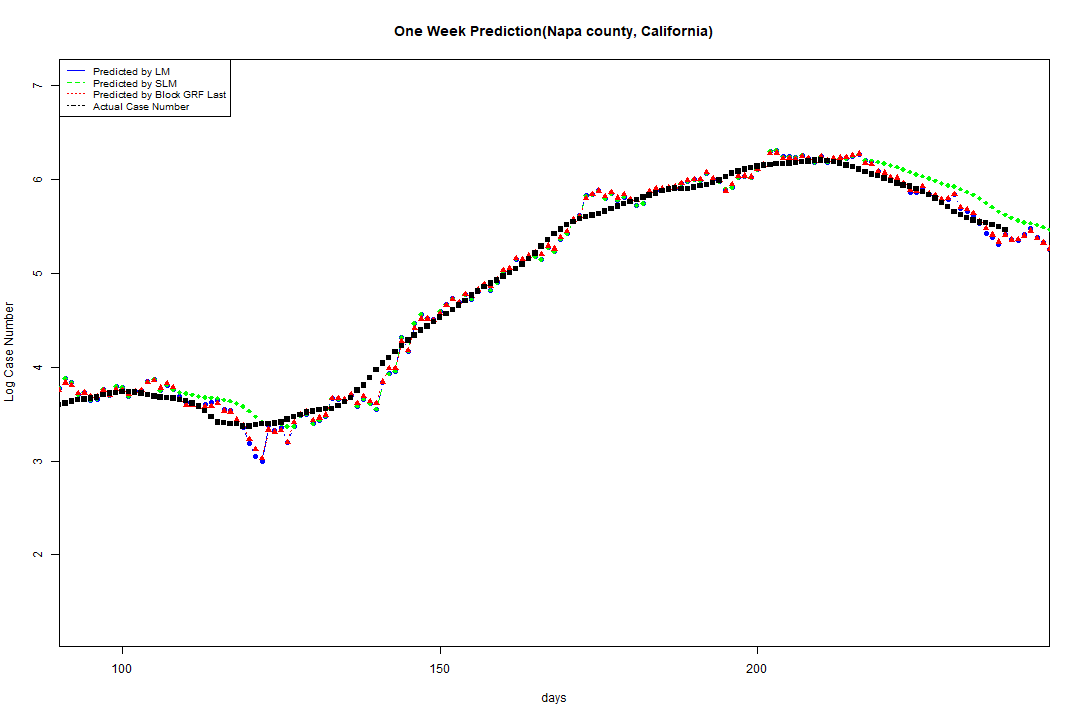 One Week Prediction(Napa county, California)
Predicted by LM
Predicted by SLM
Predicted by Block GRF Last
Actual Case Number
7
6
5
4
3
2
Log Case Number
100 150 200
days